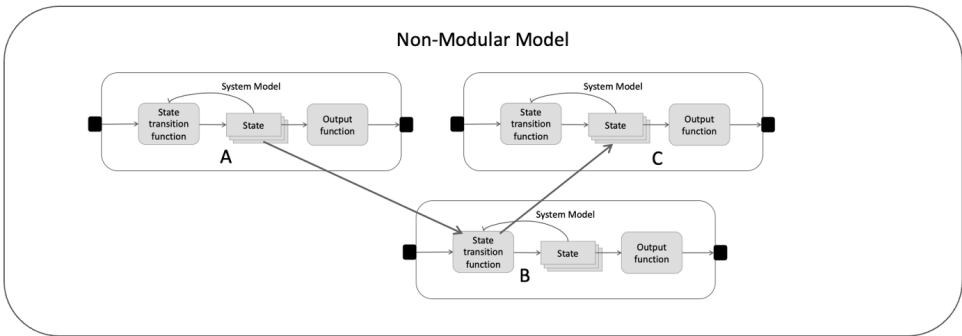 Non-Modular Model
System Model
State
transition
function
State
Output
function
A
System Model
State
transition
function
State
Output
function
C
System Model
State
transition
function
State
Output
function
B